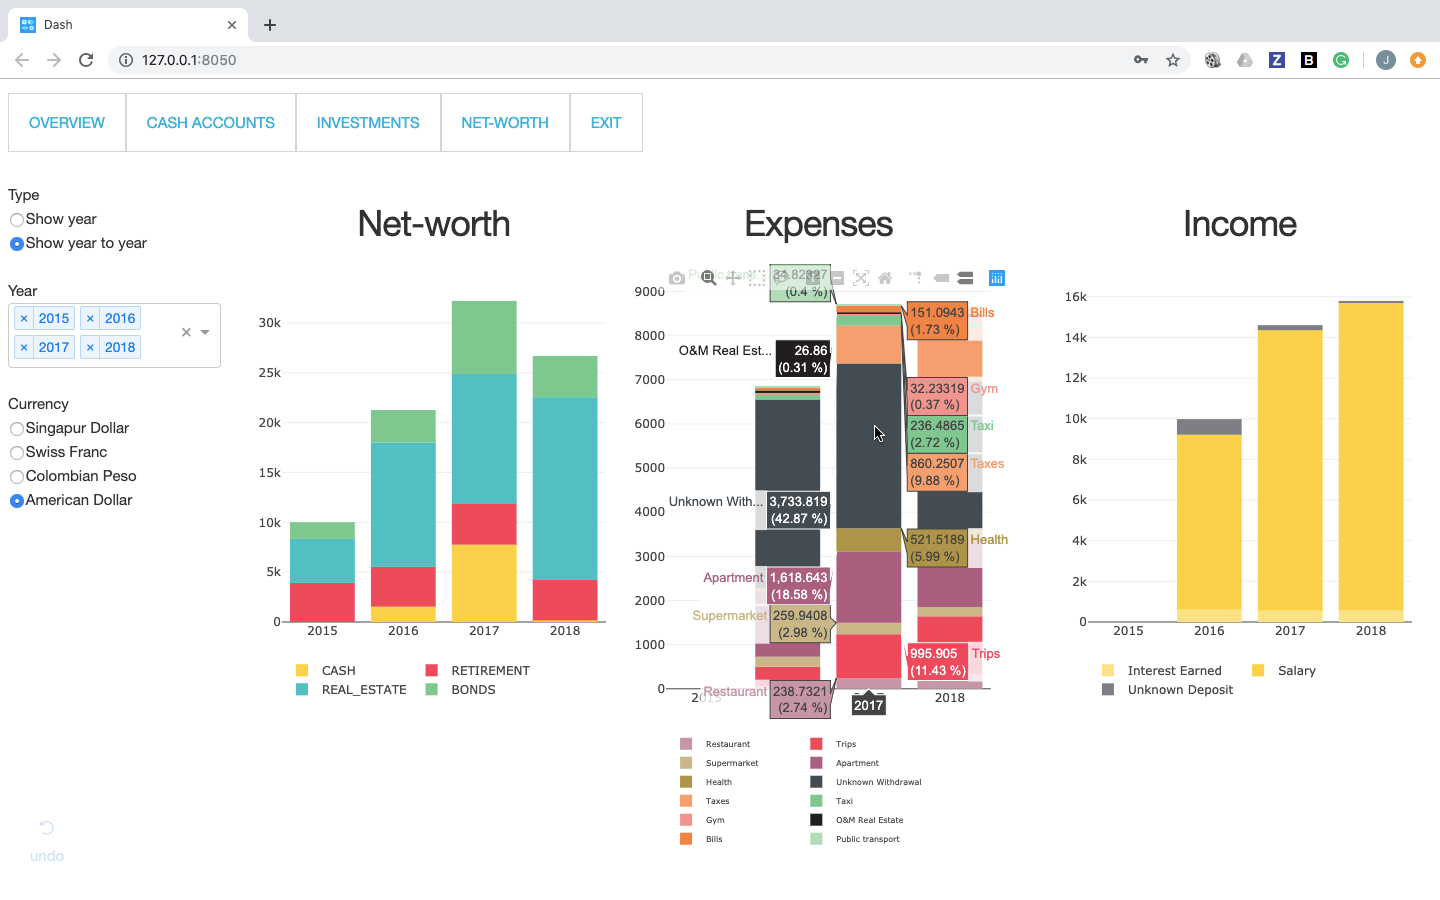 Dash
127.0.0.1:8050
Z
B
J
OVERVIEW
CASH ACCOUNTS
INVESTMENTS
NET-WORTH
EXIT
Type
Show year
Show year to year
Year
× 2015 × 2016
× 2017 × 2018
Currency
Singapur Dollar
Swiss Franc
Colombian Peso
American Dollar
undo
Net-worth
30k
25k
20k
15k
10k
5k
0
2015 2016 2017 2018
CASH RETIREMENT
REAL_ESTATE BONDS
Expenses
9000
8000
7000
6000
5000
4000
3000
2000
1000
0
Public trans...
34.82327
(0.4 %)
151.0943 Bills
(1.73 %)
O&M Real Est... 26.86
(0.31 %)
32.23319 Gym
(0.37 %)
236.4865 Taxi
(2.72 %)
860.2507 Taxes
(9.88 %)
Unknown With... 3,733.819
(42.87 %)
521.5189 Health
(5.99 %)
Apartment 1,618.643
(18.58 %)
Supermarket 259.9408
(2.98 %)
995.905 Trips
(11.43 %)
Restaurant 238.7321
(2.74 %)
2015 2017 2018
Restaurant Trips
Supermarket Apartment
Health Unknown Withdrawal
Taxes Taxi
Gym O&M Real Estate
Bills Public transport
Income
16k
14k
12k
10k
8k
6k
4k
2k
0
2015 2016 2017 2018
Interest Earned Salary
Unknown Deposit